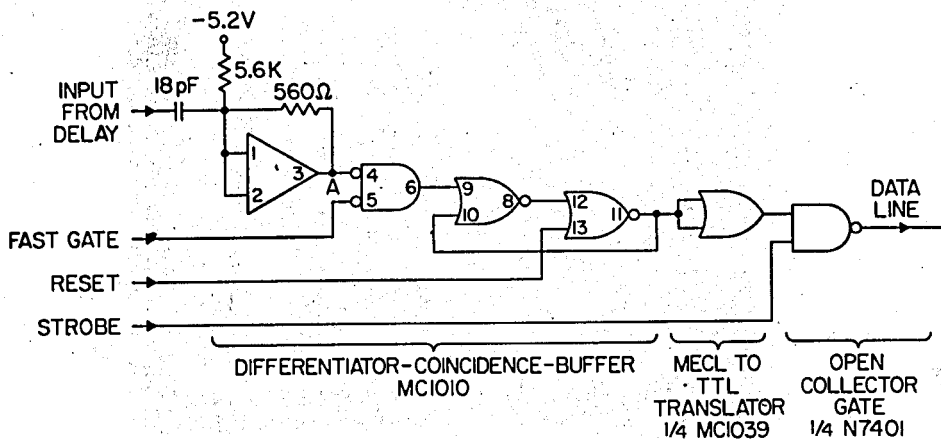 -5.2V
5.6K
18pF
560Ω
INPUT
FROM
DELAY
1
2
3
A
4
5
6
9
10
8
12
13
11
DATA
LINE
FAST GATE
RESET
STROBE
DIFFERENTIATOR-COINCIDENCE-BUFFER
MC1010
MECL TO
TTL
TRANSLATOR
1/4 MC1039
OPEN
COLLECTOR
GATE
1/4 N7401